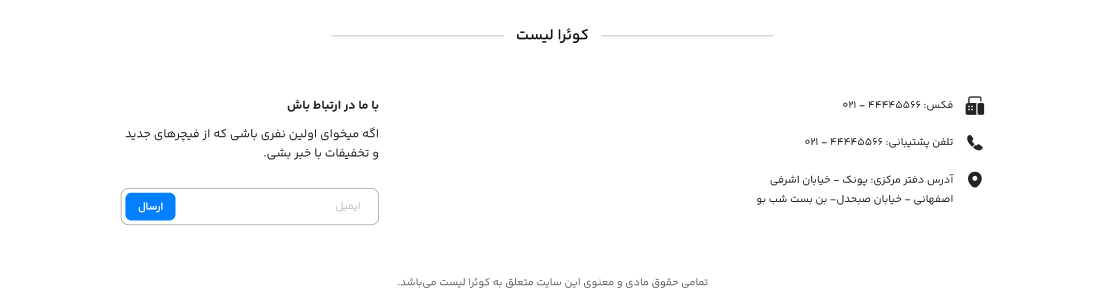 کوئرا لیست
فکس: ۴۴۴۴۵۵۶۶ - ۰۲۱
تلفن پشتیبانی: ۴۴۴۴۵۵۶۶ - ۰۲۱
آدرس دفتر مرکزی: پونک - خیابان اشرفی
اصفهانی - خیابان صبحدل- بن بست شب بو
با ما در ارتباط باش
اگه میخوای اولین نفری باشی که از فیچرهای جدید
و تخفیفات با خبر بشی.
ایمیل
ارسال
تمامی حقوق مادی و معنوی این سایت متعلق به کوئرا لیست می‌باشد.